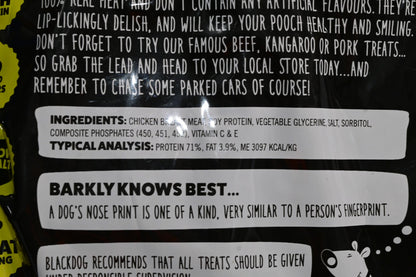 100% REAL MEAT AND DON'T CONTAIN ANY ARTIFICIAL FLAVOURS. THEY'RE
LIP-LICKINGLY DELISH, AND WILL KEEP YOUR POOCH HEALTHY AND SMILING.
DON'T FORGET TO TRY OUR FAMOUS BEEF, KANGAROO OR PORK TREATS...
SO GRAB THE LEAD AND HEAD TO YOUR LOCAL STORE TODAY...AND
REMEMBER TO CHASE SOME PARKED CARS OF COURSE!
INGREDIENTS: CHICKEN BREAST MEAT, SOY PROTEIN, VEGETABLE GLYCERINE, SALT, SORBITOL,
COMPOSITE PHOSPHATES (450, 451, 452), VITAMIN C & E
TYPICAL ANALYSIS: PROTEIN 71%, FAT 3.9%, ME 3097 KCAL/KG
BARKLY KNOWS BEST...
A DOG'S NOSE PRINT IS ONE OF A KIND, VERY SIMILAR TO A PERSON'S FINGERPRINT.
BLACKDOG RECOMMENDS THAT ALL TREATS SHOULD BE GIVEN
UNDER RESPONSIBLE SUPERVISION